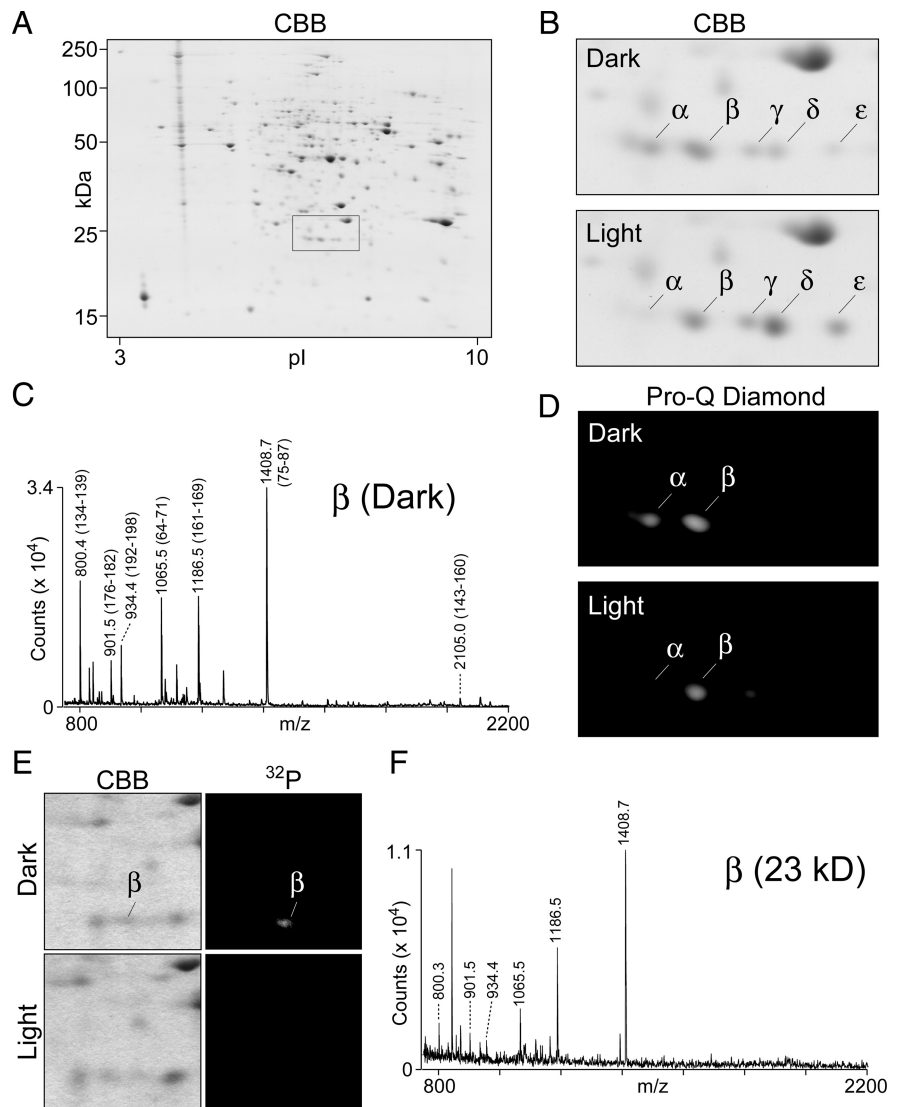 A
CBB
kDa
250
100
50
25
15
3
pI
10
B
CBB
Dark
α
β
γ
δ
ε
Light
α
β
γ
δ
ε
C
β (Dark)
Counts (x 10⁴)
3.4
0
800.4 (134-139)
901.5 (176-182)
934.4 (192-198)
1065.5 (64-71)
1186.5 (161-169)
1408.7
(75-87)
2105.0 (143-160)
800
m/z
2200
D
Pro-Q Diamond
Dark
α
β
Light
α
β
E
CBB
³²P
Dark
β
β
Light
F
β (23 kD)
Counts (x 10⁴)
1.1
0
800.3
901.5
934.4
1065.5
1186.5
1408.7
800
m/z
2200